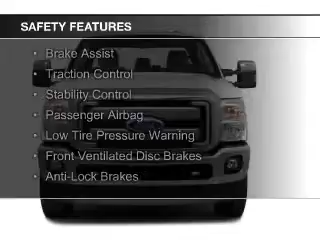 SAFETY FEATURES
• Brake Assist
• Traction Control
• Stability Control
• Passenger Airbag
• Low Tire Pressure Warning
• Front Ventilated Disc Brakes
• Anti-Lock Brakes